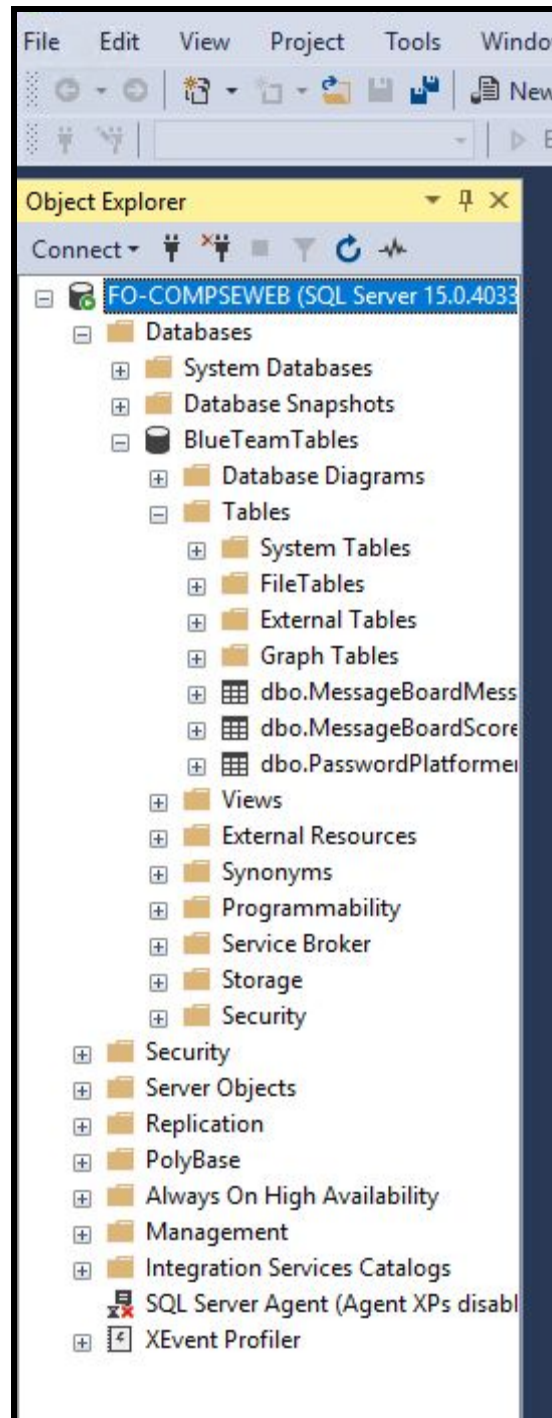 File Edit View Project Tools Windo
New
E
Object Explorer
Connect
FO-COMPSEWEB (SQL Server 15.0.4033
Databases
System Databases
Database Snapshots
BlueTeamTables
Database Diagrams
Tables
System Tables
FileTables
External Tables
Graph Tables
dbo.MessageBoardMess
dbo.MessageBoardScore
dbo.PasswordPlatformer
Views
External Resources
Synonyms
Programmability
Service Broker
Storage
Security
Security
Server Objects
Replication
PolyBase
Always On High Availability
Management
Integration Services Catalogs
SQL Server Agent (Agent XPs disabl
XEvent Profiler